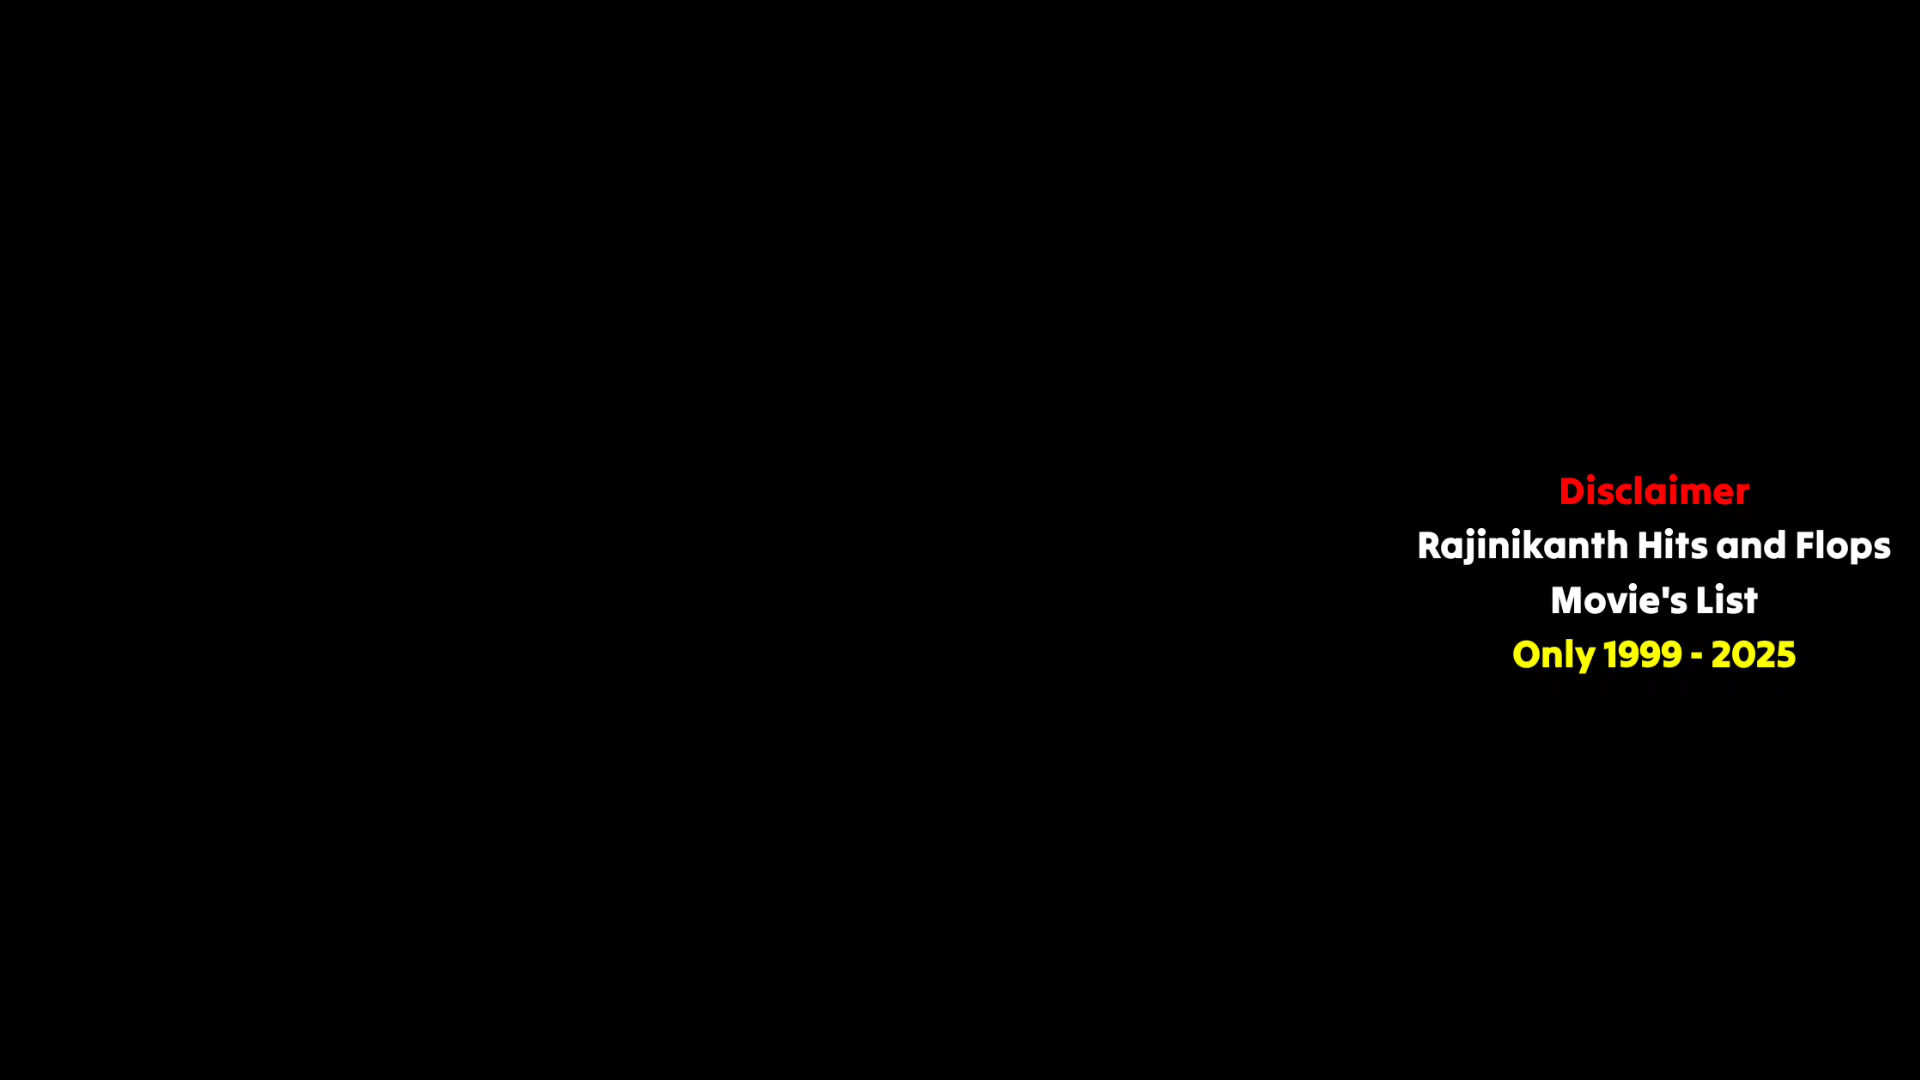 Disclaimer
Rajinikanth Hits and Flops
Movie's List
Only 1999 - 2025